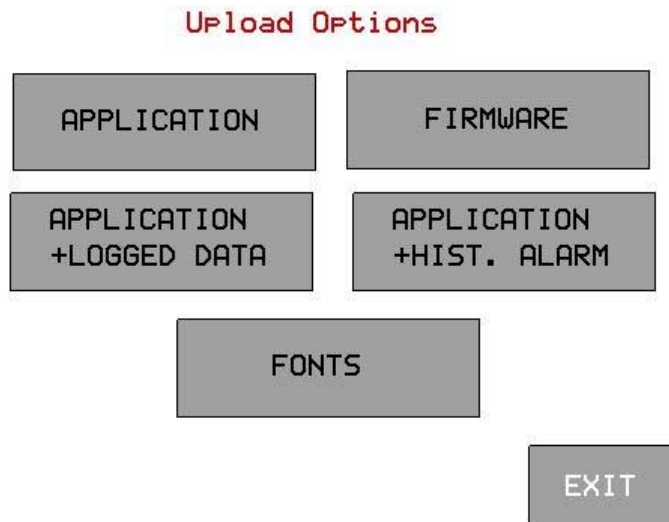 Upload Options
APPLICATION
FIRMWARE
APPLICATION
+LOGGED DATA
APPLICATION
+HIST. ALARM
FONTS
EXIT